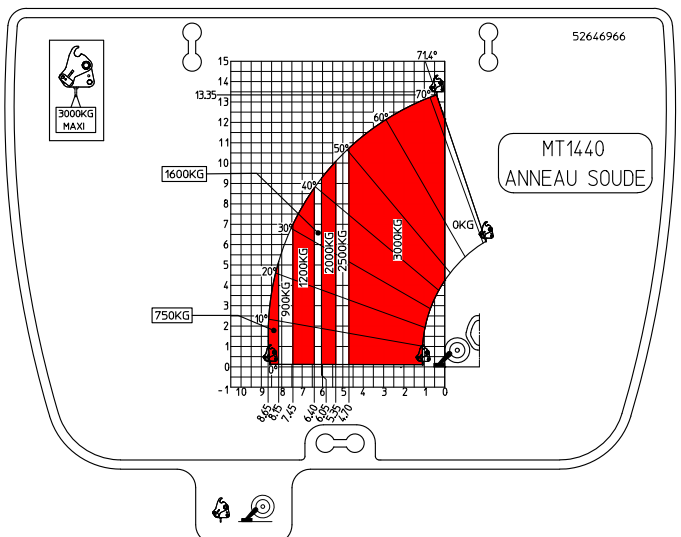 52646966
3000KG
MAXI
MT1440
ANNEAU SOUDE
15
14
13.35
13
12
11
10
9
8
7
6
5
4
3
2
1
0
-1
71.4°
70°
60°
50°
40°
30°
20°
10°
0°
1600KG
750KG
900KG
1200KG
2000KG
2500KG
3000KG
0KG
10 9 8 7 6 5 4 3 2 1 0
8.65
8.15
7.45
6.40
6.05
5.35
4.70